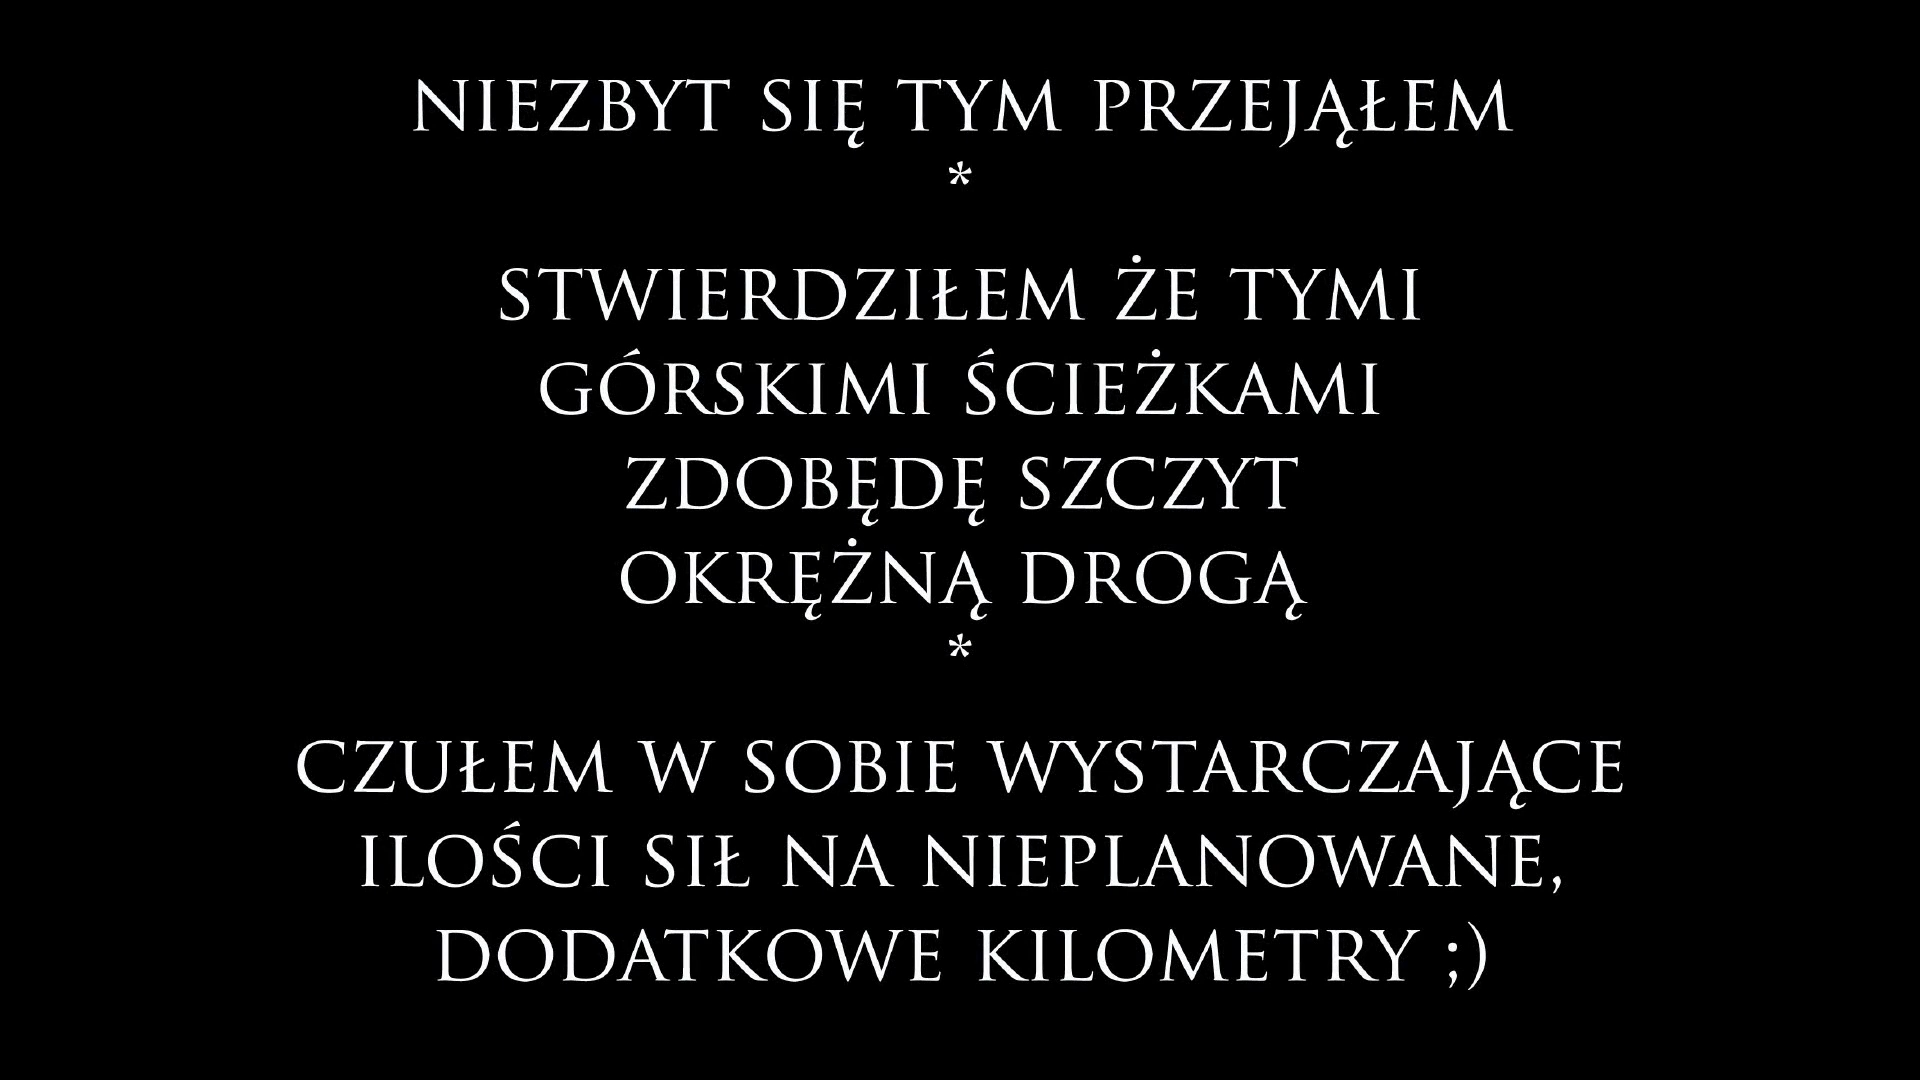 NIEZBYT SIĘ TYM PRZEJĄŁEM
*
STWIERDZIŁEM ŻE TYMI
GÓRSKIMI ŚCIEŻKAMI
ZDOBĘDĘ SZCZYT
OKRĘŻNĄ DROGĄ
*
CZUŁEM W SOBIE WYSTARCZAJĄCE
ILOŚCI SIŁ NA NIEPLANOWANE,
DODATKOWE KILOMETRY ;)